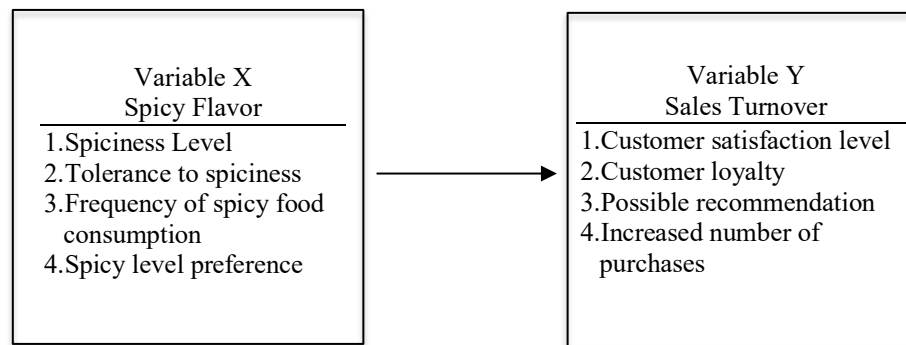 Variable X
Spicy Flavor
1.Spiciness Level
2.Tolerance to spiciness
3.Frequency of spicy food
consumption
4.Spicy level preference
Variable Y
Sales Turnover
1.Customer satisfaction level
2.Customer loyalty
3.Possible recommendation
4.Increased number of
purchases